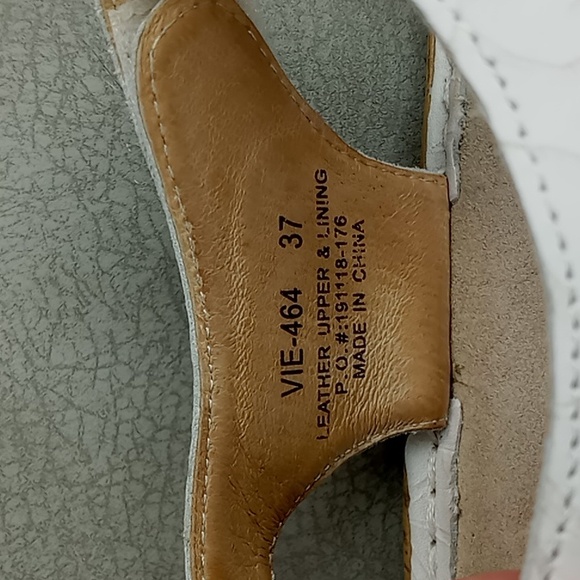 VIE-464 37
LEATHER UPPER & LINING
P.O.#:191118-176
MADE IN CHINA